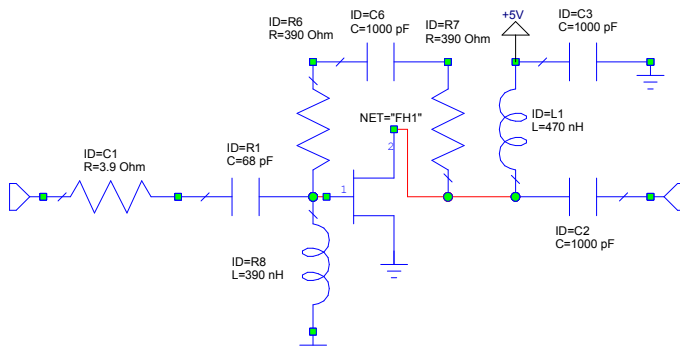 ID=R6
R=390 Ohm
ID=C6
C=1000 pF
ID=R7
R=390 Ohm
+5V
ID=C3
C=1000 pF
NET="FH1"
ID=L1
L=470 nH
2
ID=C1
R=3.9 Ohm
ID=R1
C=68 pF
1
ID=C2
C=1000 pF
ID=R8
L=390 nH